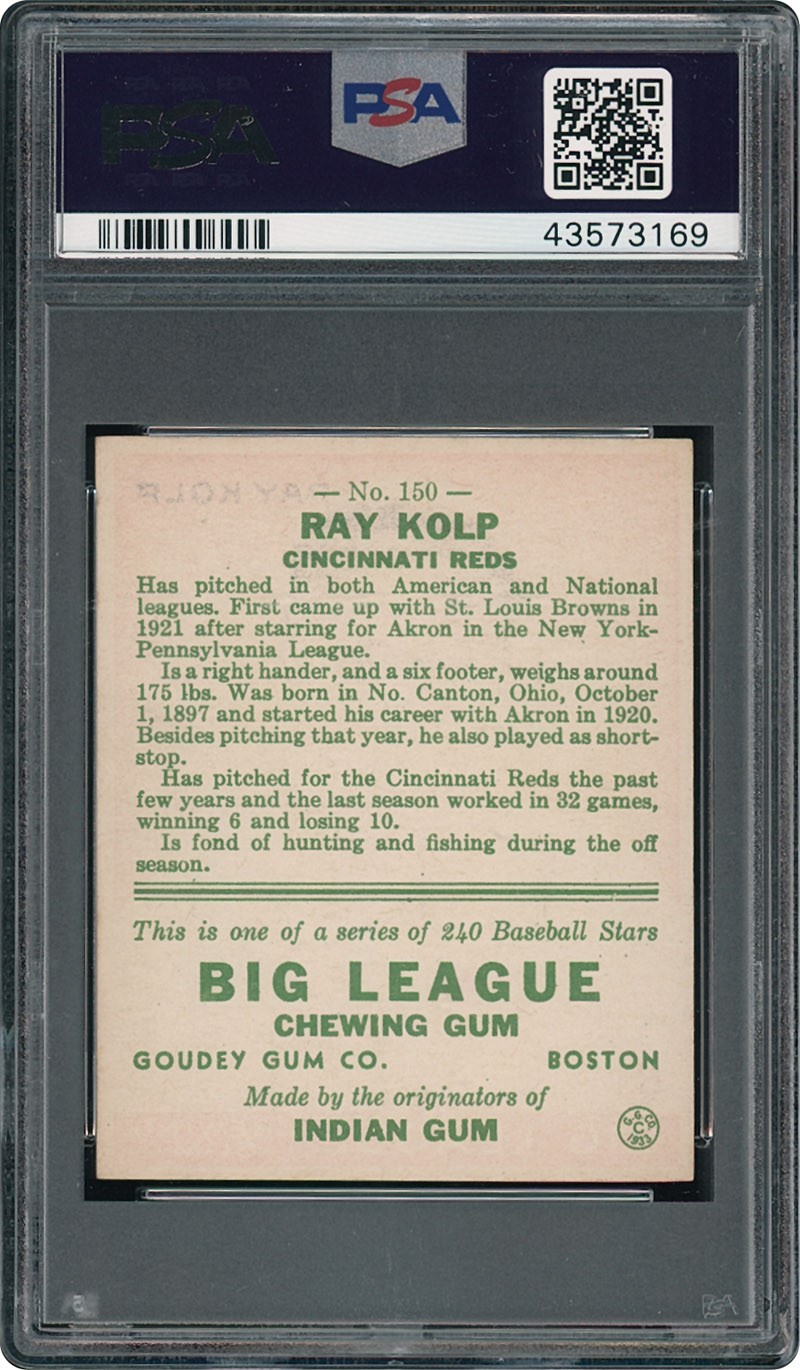 PSA
PSA
43573169
— No. 150 —
RAY KOLP
CINCINNATI REDS
Has pitched in both American and National
leagues. First came up with St. Louis Browns in
1921 after starring for Akron in the New York-
Pennsylvania League.
Is a right hander, and a six footer, weighs around
175 lbs. Was born in No. Canton, Ohio, October
1, 1897 and started his career with Akron in 1920.
Besides pitching that year, he also played as short-
stop.
Has pitched for the Cincinnati Reds the past
few years and the last season worked in 32 games,
winning 6 and losing 10.
Is fond of hunting and fishing during the off
season.
This is one of a series of 240 Baseball Stars
BIG LEAGUE
CHEWING GUM
GOUDEY GUM CO. BOSTON
Made by the originators of
INDIAN GUM
G.G.CO.
C
1933
PSA